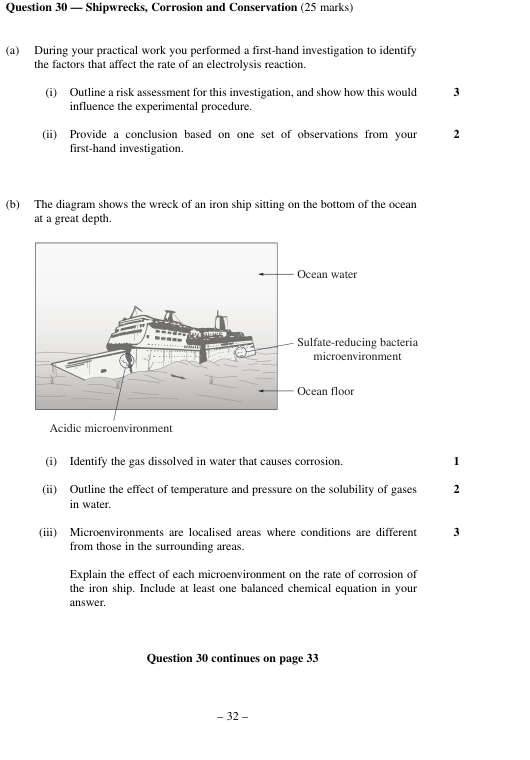 Question 30 — Shipwrecks, Corrosion and Conservation (25 marks)
(a) During your practical work you performed a first-hand investigation to identify
the factors that affect the rate of an electrolysis reaction.
(i) Outline a risk assessment for this investigation, and show how this would 3
influence the experimental procedure.
(ii) Provide a conclusion based on one set of observations from your 2
first-hand investigation.
(b) The diagram shows the wreck of an iron ship sitting on the bottom of the ocean
at a great depth.
Ocean water
Sulfate-reducing bacteria
microenvironment
Ocean floor
Acidic microenvironment
(i) Identify the gas dissolved in water that causes corrosion. 1
(ii) Outline the effect of temperature and pressure on the solubility of gases 2
in water.
(iii) Microenvironments are localised areas where conditions are different 3
from those in the surrounding areas.
Explain the effect of each microenvironment on the rate of corrosion of
the iron ship. Include at least one balanced chemical equation in your
answer.
Question 30 continues on page 33
– 32 –